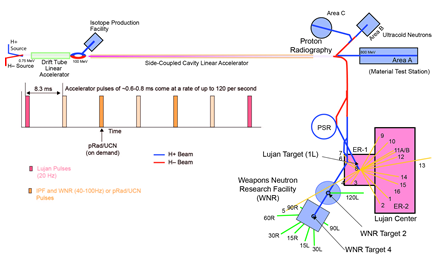 Area C
Isotope Production
Facility
Area B
H+
Source
Ultracold Neutrons
Proton
Radiography
800 MeV
Area A
H− Source
0.75 MeV
100 MeV
Drift Tube
Linear
Accelerator
Side-Coupled Cavity Linear Accelerator
(Material Test Station)
8.3 ms
Accelerator pulses of ~0.6-0.8 ms come at a rate of up to 120 per second
Time
pRad/UCN
(on demand)
PSR
H+ Beam
H− Beam
Lujan Pulses
(20 Hz)
IPF and WNR (40-100Hz) or pRad/UCN
Pulses
Lujan Target (1L)
ER-1
9
10
11A/B
12
13
7
6
14
15
16
1
2
ER-2
Lujan Center
Weapons Neutron
Research Facility
(WNR)
5
90R
60R
30R
15R
15L
30L
90L
120L
WNR Target 2
WNR Target 4